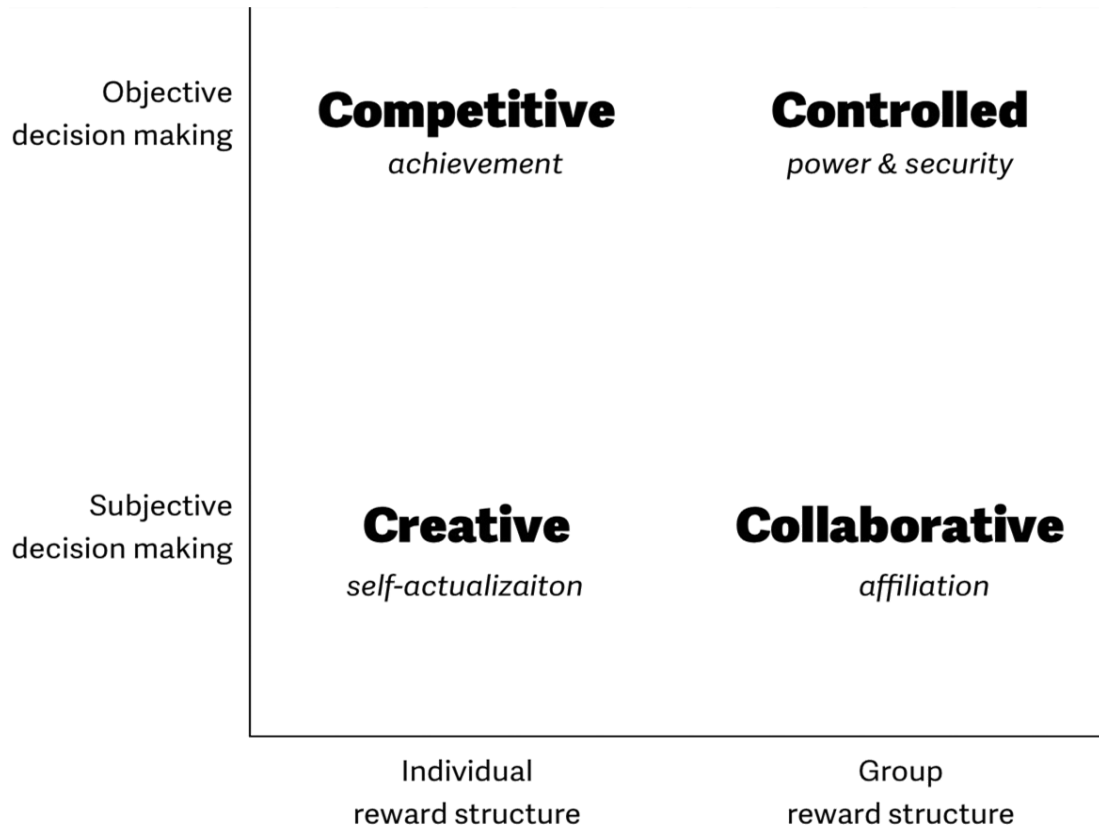 Objective
decision making
Competitive
achievement
Controlled
power & security
Subjective
decision making
Creative
self-actualizaiton
Collaborative
affiliation
Individual
reward structure
Group
reward structure